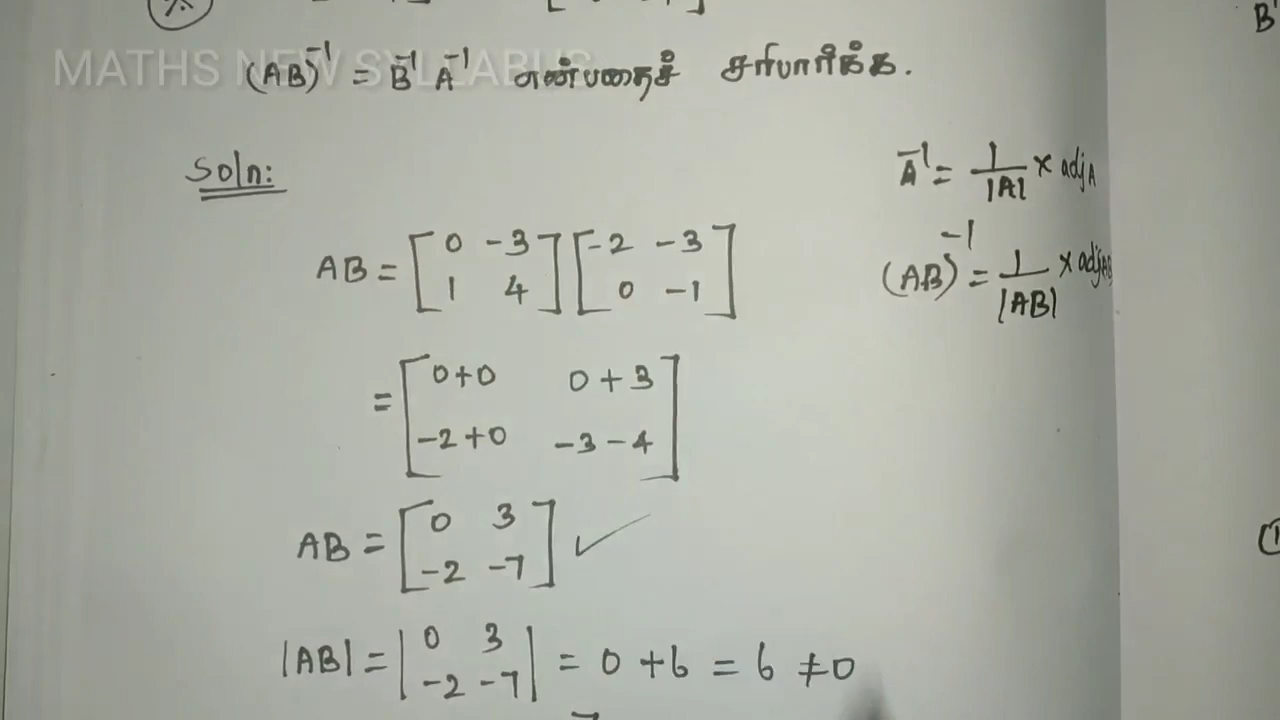 MATHS NEW SYLLABUS
(AB)⁻¹ = B⁻¹ A⁻¹ என்பதைச் சரிபார்க்க.
Soln:
A⁻¹ = 1/|A| × adj A
AB = [0 -3; 1 4] [-2 -3; 0 -1]
(AB)⁻¹ = 1/|AB| × adj AB
= [0+0 0+3; -2+0 -3-4]
AB = [0 3; -2 -7] ✓
|AB| = |0 3; -2 -7| = 0 + 6 = 6 ≠ 0